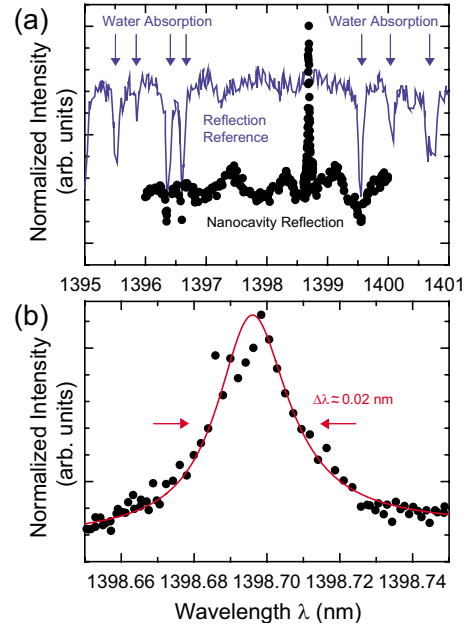 (a)
Water Absorption
Water Absorption
Normalized Intensity
(arb. units)
Reflection
Reference
Nanocavity Reflection
1395 1396 1397 1398 1399 1400 1401
(b)
Normalized Intensity
(arb. units)
Δλ ≈ 0.02 nm
1398.66 1398.68 1398.70 1398.72 1398.74
Wavelength λ (nm)